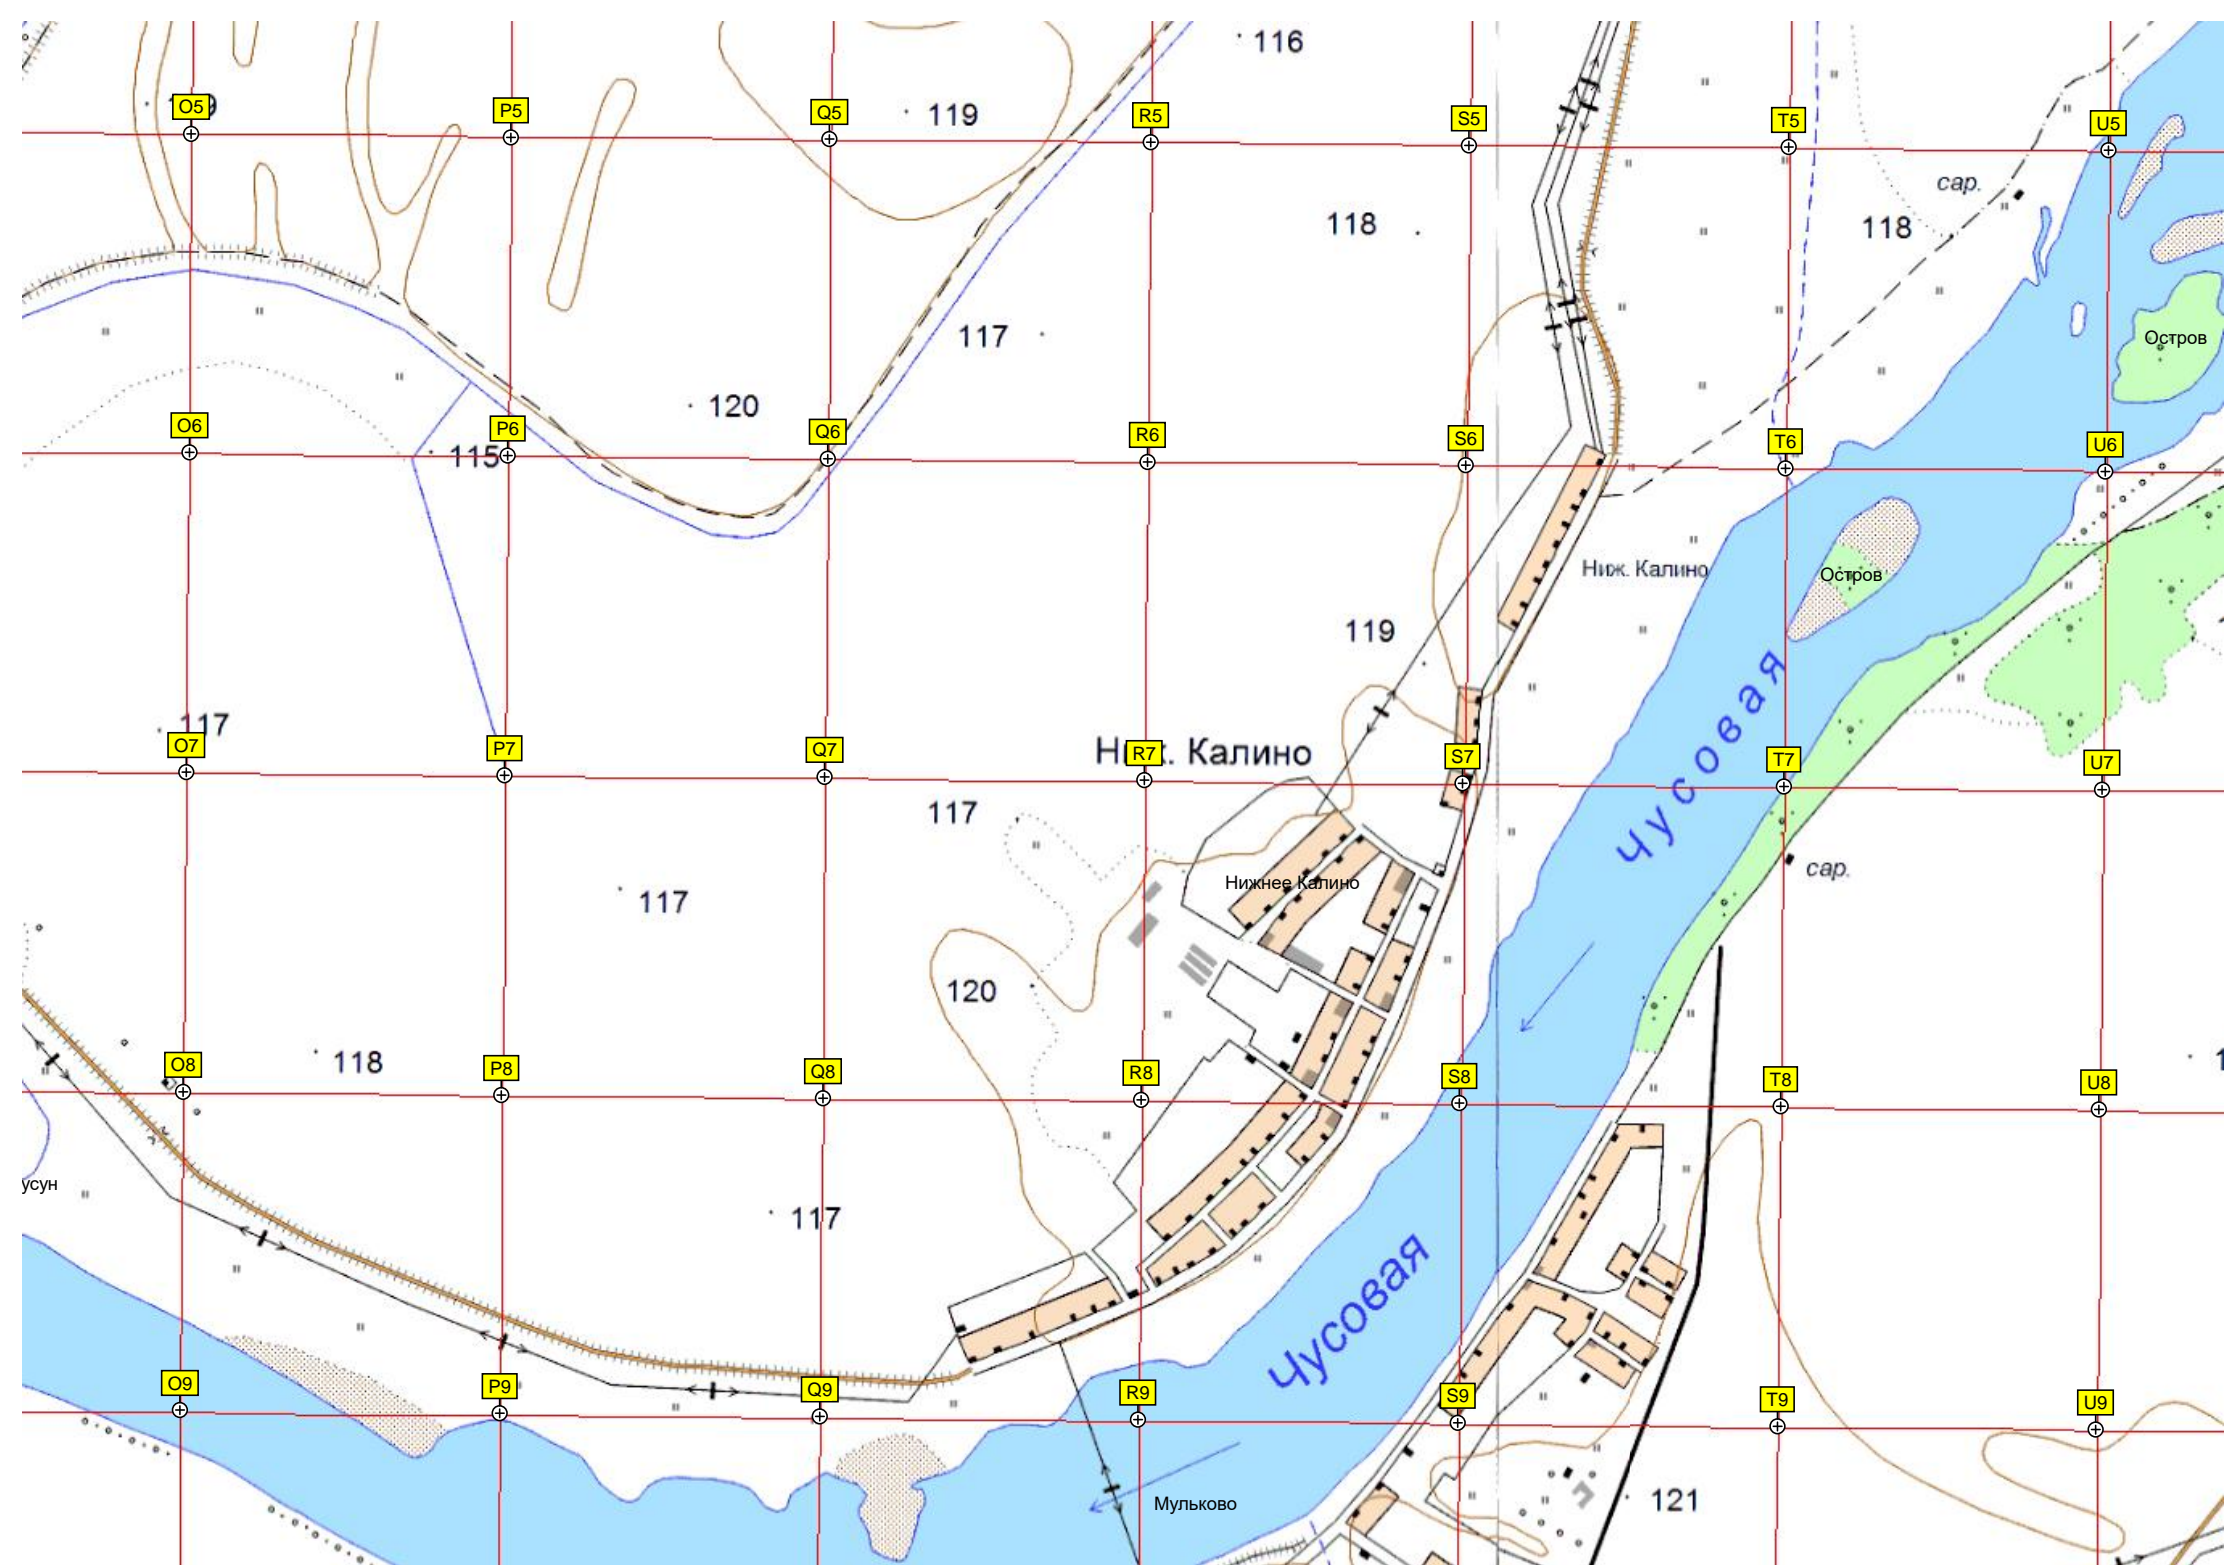 116
O5
P5
Q5
119
R5
S5
T5
U5
сар.
118
118
117
Остров
120
O6
P6
Q6
R6
S6
T6
U6
115
Ниж. Калино
Остров
119
117
O7
P7
Q7
Ниж. Калино
R7
S7
Чусовая
T7
U7
117
сар.
117
Нижнее Калино
120
118
O8
P8
Q8
R8
S8
T8
U8
усун
117
Чусовая
O9
P9
Q9
R9
S9
T9
U9
Мульково
121